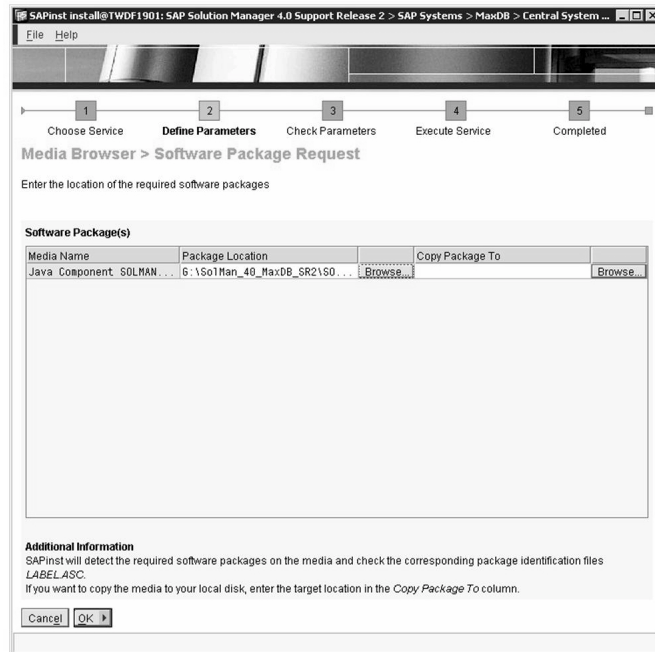 SAPinst install@TWDF1901: SAP Solution Manager 4.0 Support Release 2 > SAP Systems > MaxDB > Central System ...
File Help
1 2 3 4 5
Choose Service Define Parameters Check Parameters Execute Service Completed
Media Browser > Software Package Request
Enter the location of the required software packages
Software Package(s)
Media Name Package Location Copy Package To
Java Component SOLMAN... G:\SolMan_40_MaxDB_SR2\SO... Browse... Browse...
Additional Information
SAPinst will detect the required software packages on the media and check the corresponding package identification files
LABEL.ASC.
If you want to copy the media to your local disk, enter the target location in the Copy Package To column.
Cancel OK